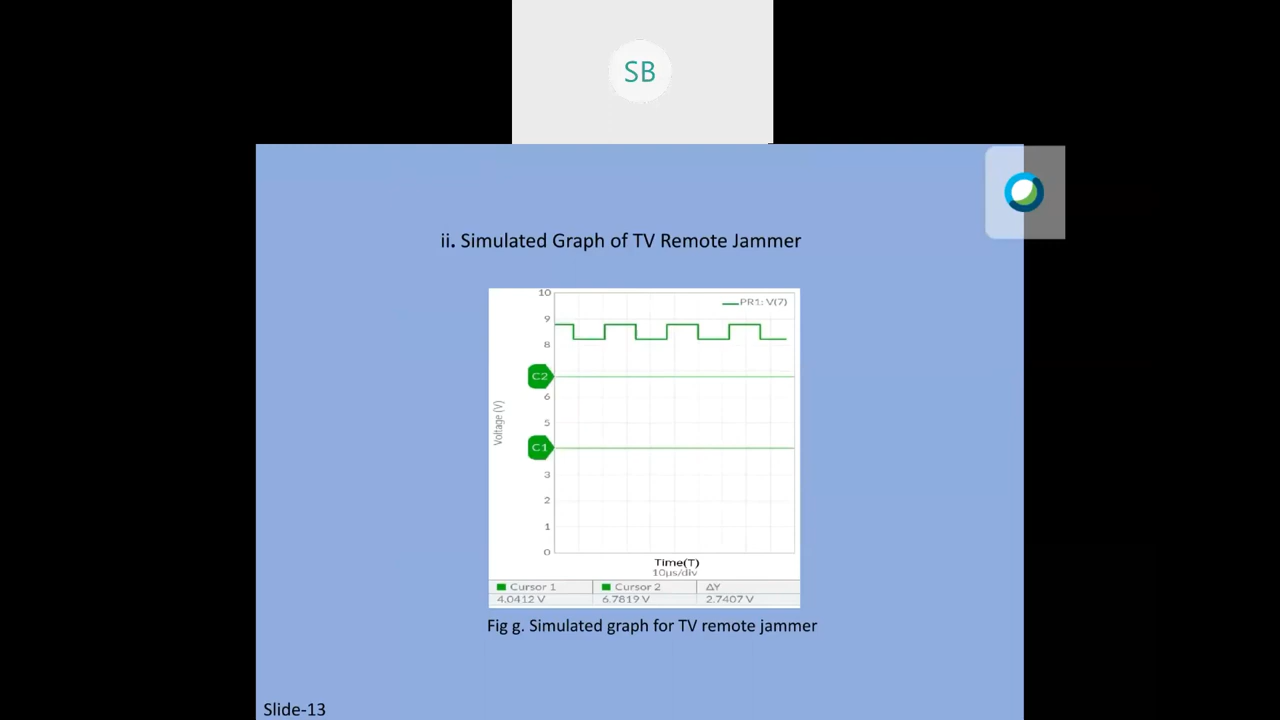 SB
ii. Simulated Graph of TV Remote Jammer
PR1: V(7)
10
9
8
C2
6
5
C1
3
2
1
0
Voltage (V)
Time(T)
10µs/div
Cursor 1 Cursor 2 ΔY
4.0412 V 6.7819 V 2.7407 V
Fig g. Simulated graph for TV remote jammer
Slide-13